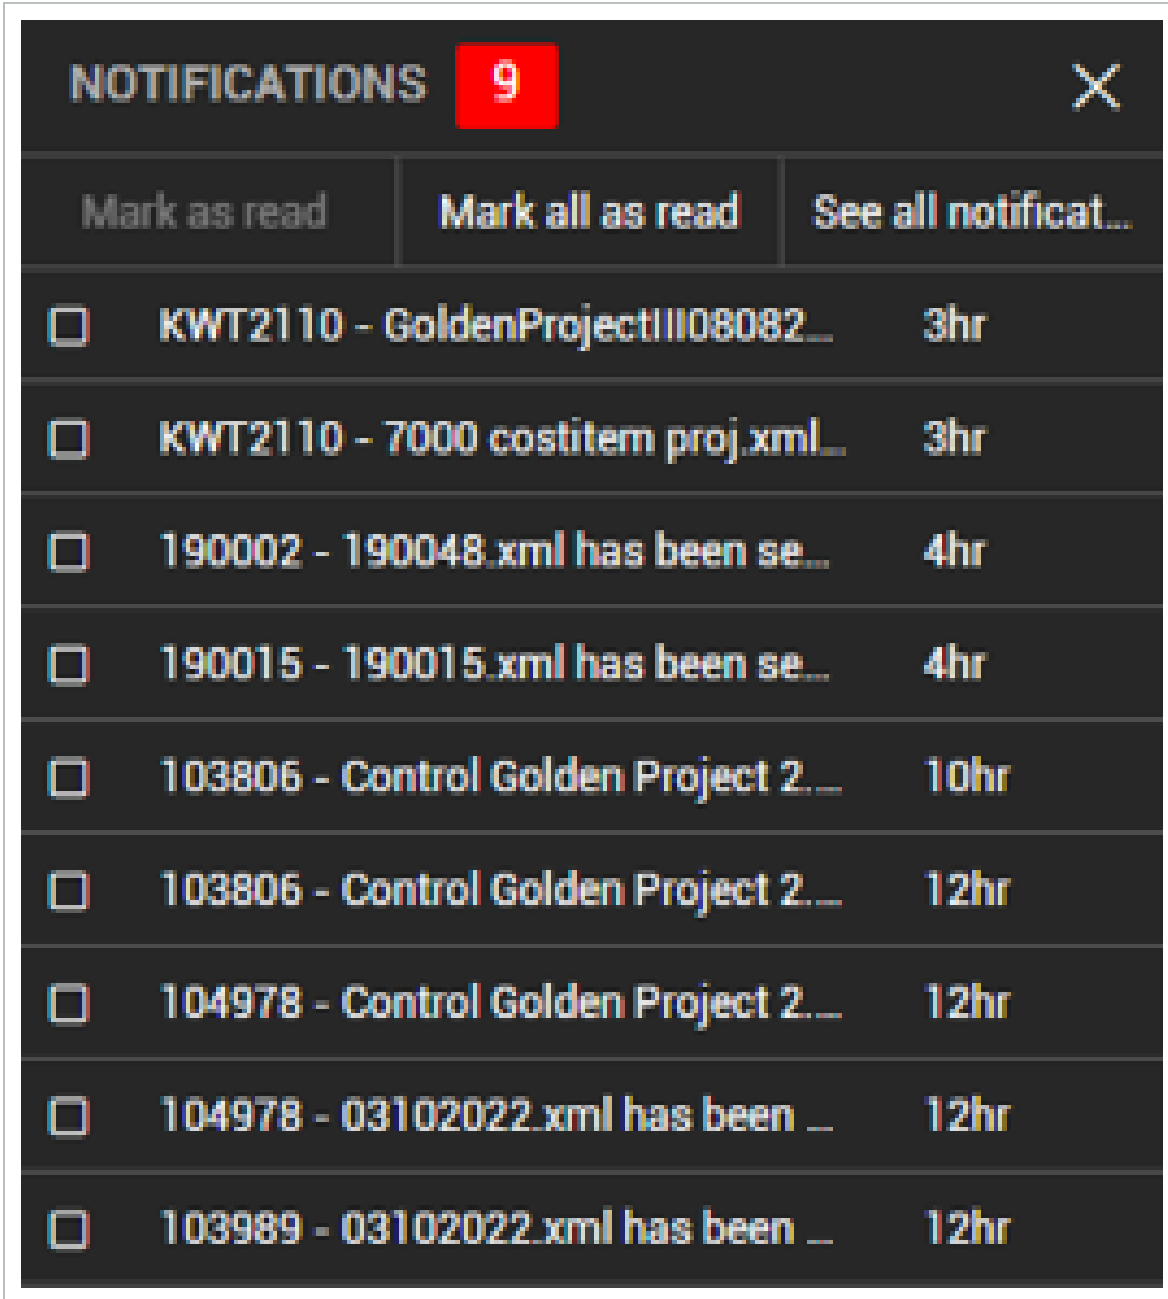 NOTIFICATIONS 9
Mark as read Mark all as read See all notificat...
KWT2110 - GoldenProjectIII08082... 3hr
KWT2110 - 7000 costitem proj.xml... 3hr
190002 - 190048.xml has been se... 4hr
190015 - 190015.xml has been se... 4hr
103806 - Control Golden Project 2.... 10hr
103806 - Control Golden Project 2.... 12hr
104978 - Control Golden Project 2.... 12hr
104978 - 03102022.xml has been ... 12hr
103989 - 03102022.xml has been ... 12hr